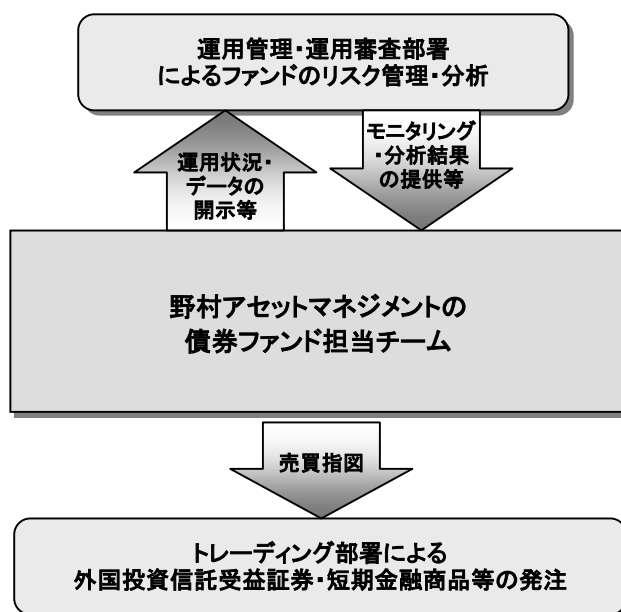 運用管理・運用審査部署
によるファンドのリスク管理・分析
運用状況・
データの
開示等
モニタリング
・分析結果
の提供等
野村アセットマネジメントの
債券ファンド担当チーム
売買指図
トレーディング部署による
外国投資信託受益証券・短期金融商品等の発注